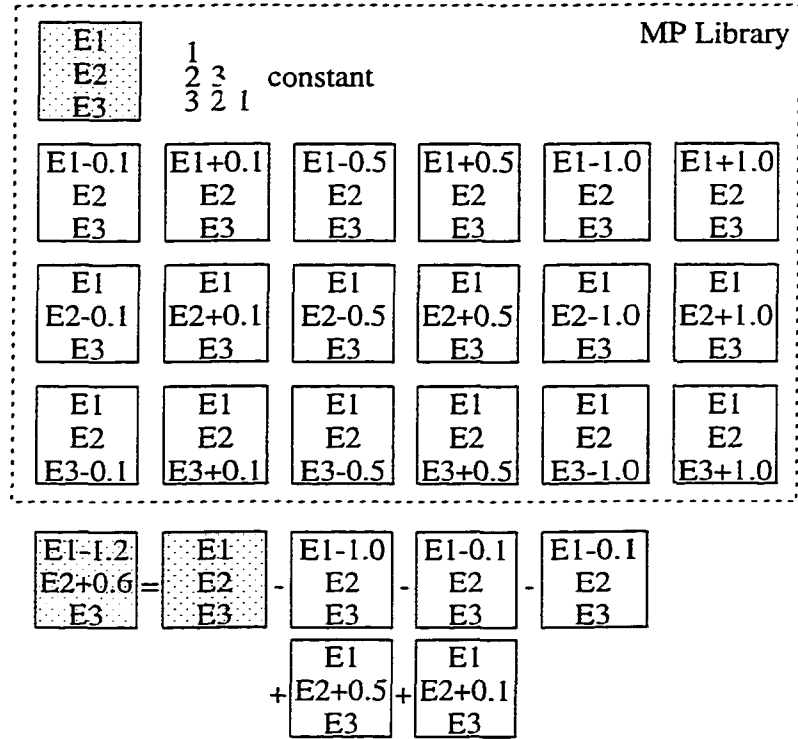 MP Library
E1
E2
E3
1
2 3 constant
3 2 1
E1-0.1 E1+0.1 E1-0.5 E1+0.5 E1-1.0 E1+1.0
E2 E2 E2 E2 E2 E2
E3 E3 E3 E3 E3 E3
E1 E1 E1 E1 E1 E1
E2-0.1 E2+0.1 E2-0.5 E2+0.5 E2-1.0 E2+1.0
E3 E3 E3 E3 E3 E3
E1 E1 E1 E1 E1 E1
E2 E2 E2 E2 E2 E2
E3-0.1 E3+0.1 E3-0.5 E3+0.5 E3-1.0 E3+1.0
E1-1.2 E1 E1-1.0 E1-0.1 E1-0.1
E2+0.6 = E2 - E2 - E2 - E2
E3 E3 E3 E3 E3
E1 E1
+ E2+0.5 + E2+0.1
E3 E3